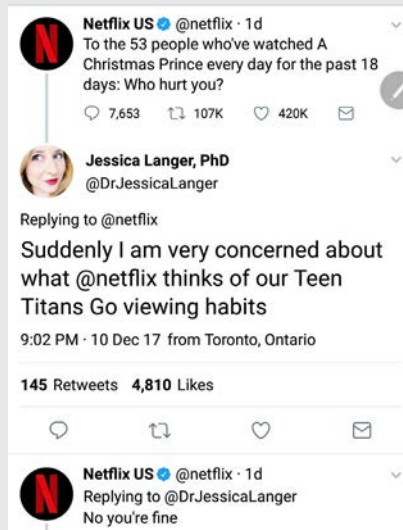 Netflix US @netflix · 1d
To the 53 people who've watched A
Christmas Prince every day for the past 18
days: Who hurt you?
7,653 107K 420K
Jessica Langer, PhD
@DrJessicaLanger
Replying to @netflix
Suddenly I am very concerned about
what @netflix thinks of our Teen
Titans Go viewing habits
9:02 PM · 10 Dec 17 from Toronto, Ontario
145 Retweets 4,810 Likes
Netflix US @netflix · 1d
Replying to @DrJessicaLanger
No you're fine